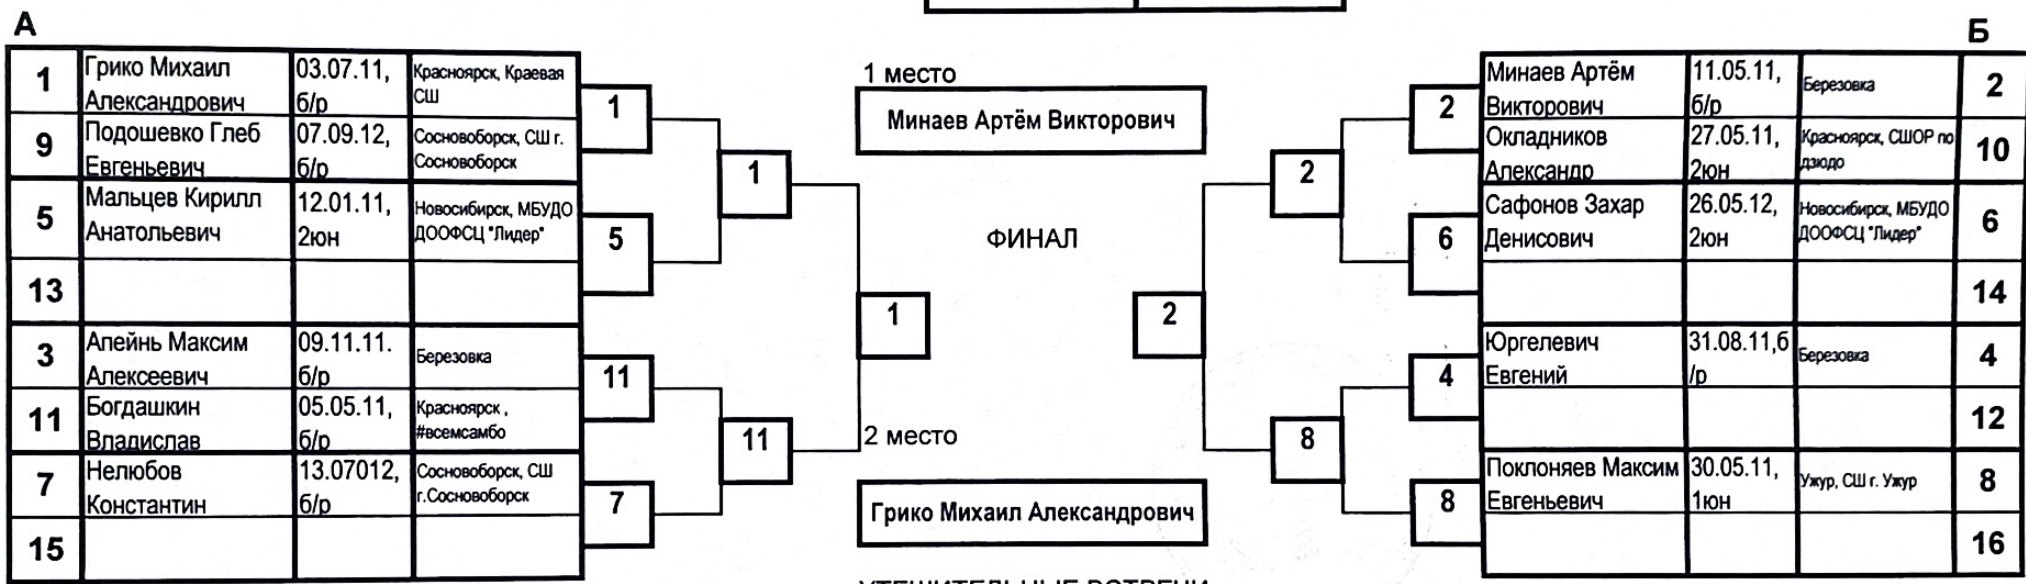 А
Б
1
Грико Михаил
Александрович
03.07.11,
б/р
Красноярск, Краевая
СШ
9
Подошевко Глеб
Евгеньевич
07.09.12,
б/р
Сосновоборск, СШ г.
Сосновоборск
5
Мальцев Кирилл
Анатольевич
12.01.11,
2юн
Новосибирск, МБУДО
ДООФСЦ "Лидер"
13
3
Апейнь Максим
Алексеевич
09.11.11.
б/р
Березовка
11
Богдашкин
Владислав
05.05.11,
б/р
Красноярск ,
#всемсамбо
7
Нелюбов
Константин
13.07012,
б/р
Сосновоборск, СШ
г.Сосновоборск
15
1
5
11
7
1
11
1
1 место
Минаев Артём Викторович
ФИНАЛ
2 место
Грико Михаил Александрович
УТЕШИТЕЛЬНЫЕ ВСТРЕЧИ
2
2
8
2
6
4
8
Минаев Артём
Викторович
11.05.11,
б/р
Березовка
2
Окладников
Александр
27.05.11,
2юн
Красноярск, СШОР по
дзюдо
10
Сафонов Захар
Денисович
26.05.12,
2юн
Новосибирск, МБУДО
ДООФСЦ "Лидер"
6
14
Юргелевич
Евгений
31.08.11,б
/р
Березовка
4
12
Поклоняев Максим
Евгеньевич
30.05.11,
1юн
Ужур, СШ г. Ужур
8
16